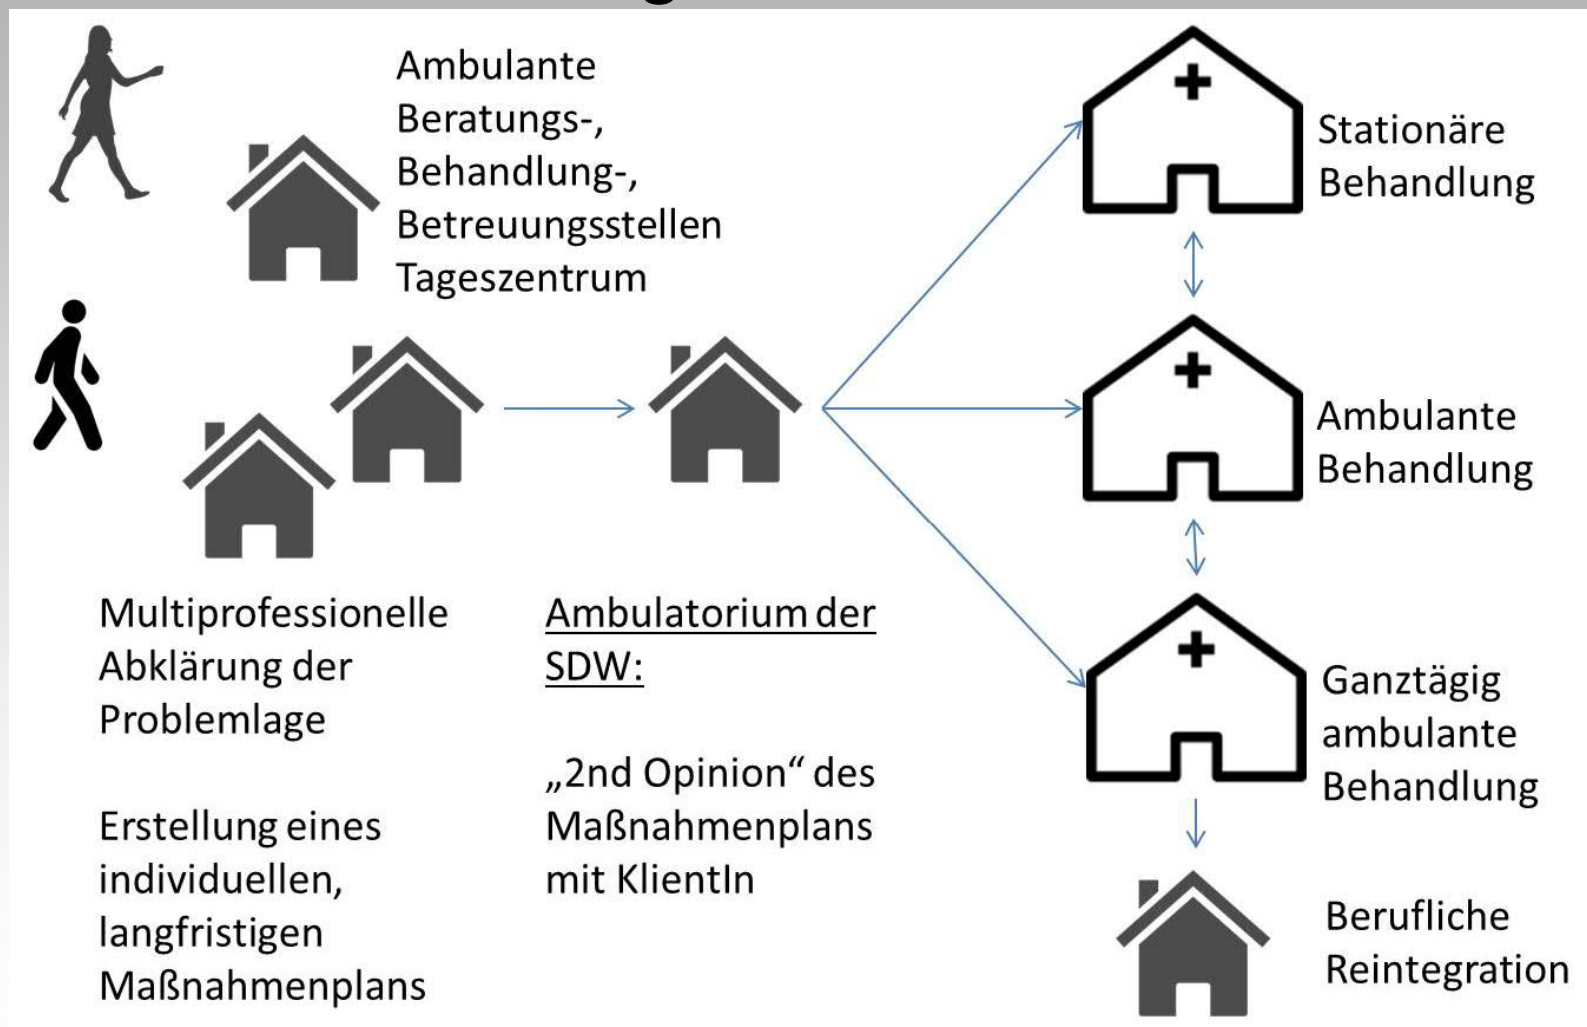 Ambulante
Beratungs-,
Behandlung-,
Betreuungsstellen
Tageszentrum
Multiprofessionelle
Abklärung der
Problemlage
Erstellung eines
individuellen,
langfristigen
Maßnahmenplans
Ambulatorium der
SDW:
„2nd Opinion“ des
Maßnahmenplans
mit KlientIn
Stationäre
Behandlung
Ambulante
Behandlung
Ganztägig
ambulante
Behandlung
Berufliche
Reintegration